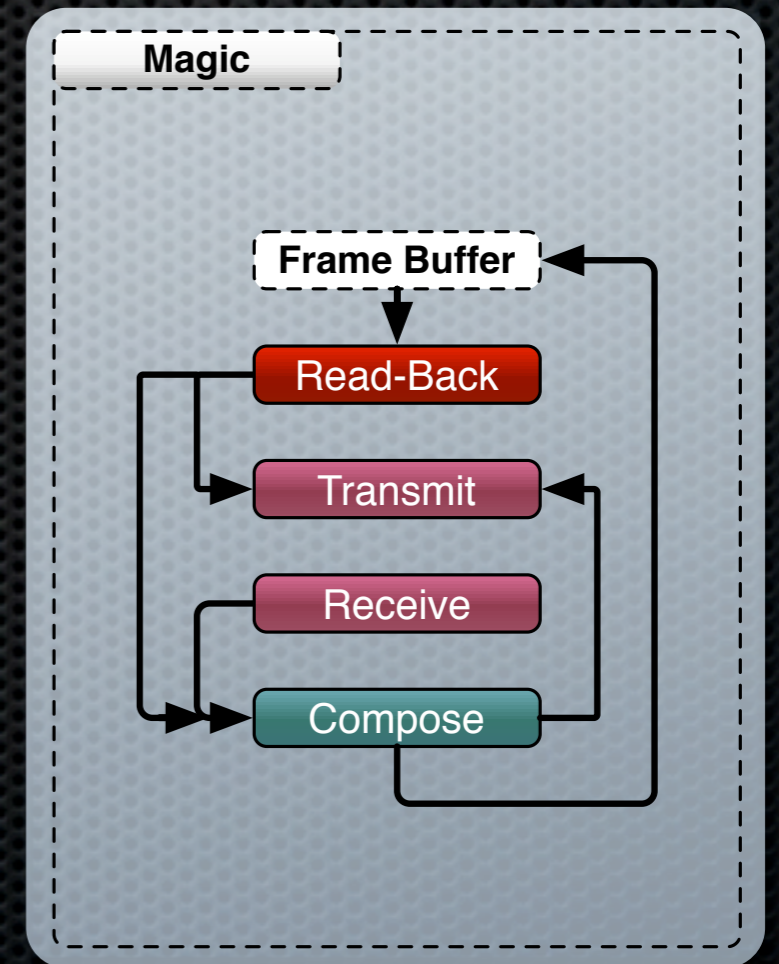 Magic
Frame Buffer
Read-Back
Transmit
Receive
Compose